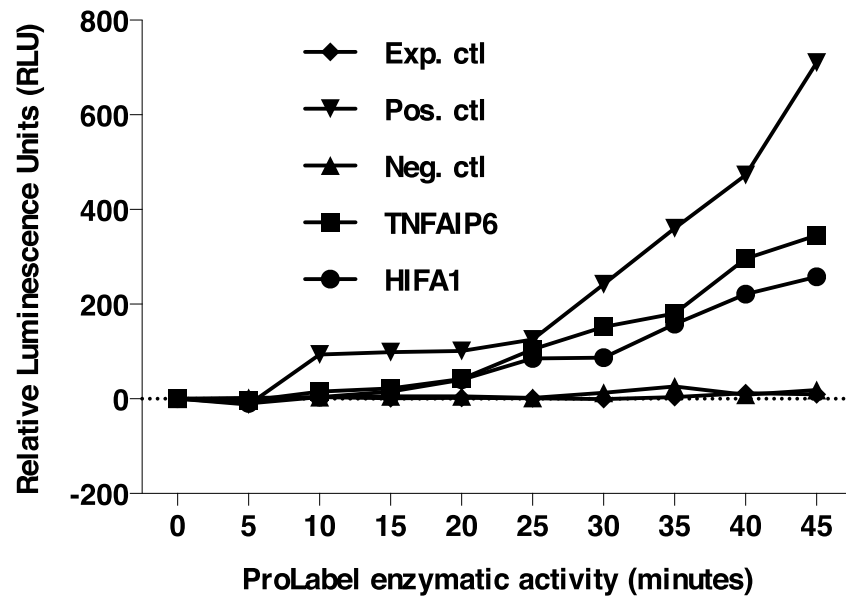 Relative Luminescence Units (RLU)
800
600
400
200
0
-200
Exp. ctl
Pos. ctl
Neg. ctl
TNFAIP6
HIFA1
0 5 10 15 20 25 30 35 40 45
ProLabel enzymatic activity (minutes)